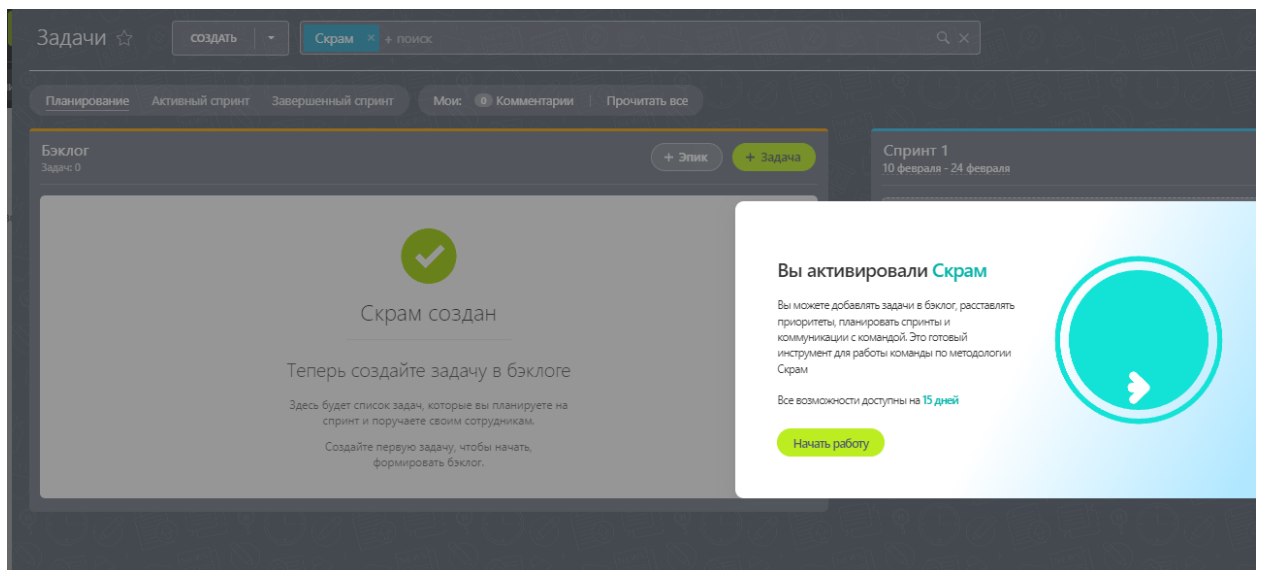 Задачи
СОЗДАТЬ
Скрам × + поиск
Планирование Активный спринт Завершенный спринт Мои: 0 Комментарии Прочитать все
Бэклог
Задач: 0
+ Эпик + Задача
Спринт 1
10 февраля - 24 февраля
Скрам создан
Теперь создайте задачу в бэклоге
Здесь будет список задач, которые вы планируете на
спринт и поручаете своим сотрудникам.
Создайте первую задачу, чтобы начать,
формировать бэклог.
Вы активировали Скрам
Вы можете добавлять задачи в бэклог, расставлять
приоритеты, планировать спринты и
коммуникации с командой. Это готовый
инструмент для работы команды по методологии
Скрам
Все возможности доступны на 15 дней
Начать работу